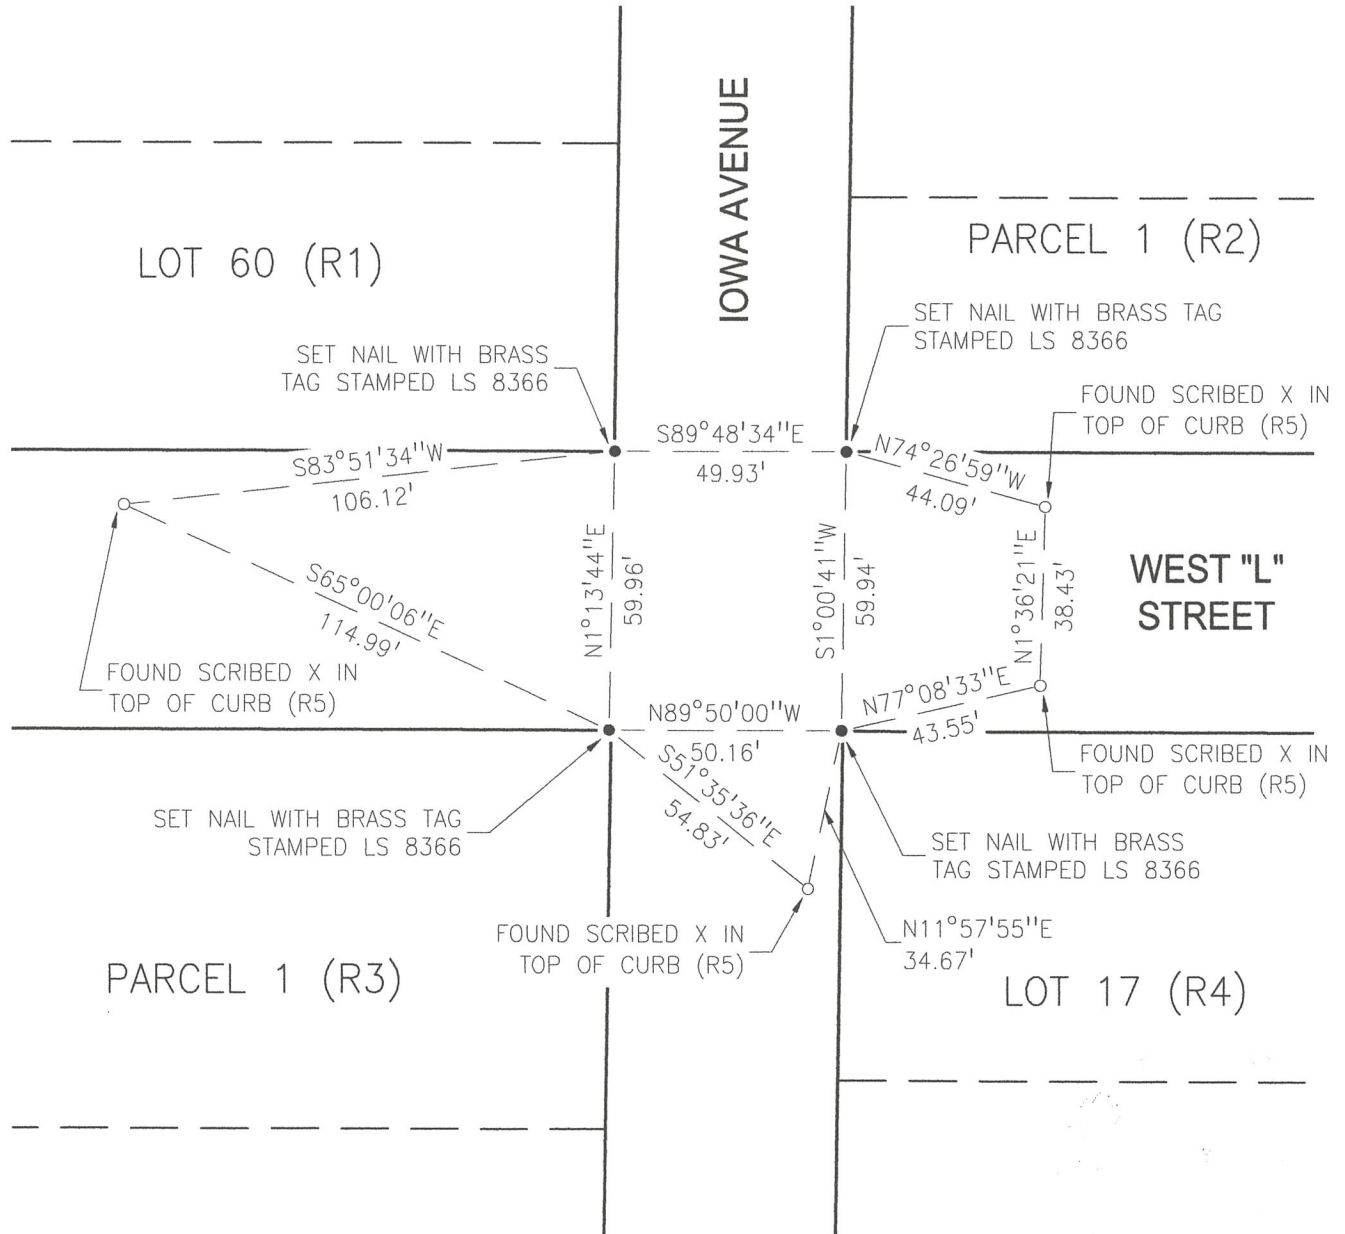 IOWA AVENUE
LOT 60 (R1)
PARCEL 1 (R2)
SET NAIL WITH BRASS
TAG STAMPED LS 8366
SET NAIL WITH BRASS TAG
STAMPED LS 8366
FOUND SCRIBED X IN
TOP OF CURB (R5)
S83°51'34"W
106.12'
S89°48'34"E
49.93'
N74°26'59"W
44.09'
S65°00'06"E
114.99'
N1°13'44"E
59.96'
S1°00'41"W
59.94'
N1°36'21"E
38.43'
WEST "L"
STREET
FOUND SCRIBED X IN
TOP OF CURB (R5)
N89°50'00"W
50.16'
N77°08'33"E
43.55'
FOUND SCRIBED X IN
TOP OF CURB (R5)
S51°35'36"E
54.83'
SET NAIL WITH BRASS TAG
STAMPED LS 8366
SET NAIL WITH BRASS
TAG STAMPED LS 8366
FOUND SCRIBED X IN
TOP OF CURB (R5)
N11°57'55"E
34.67'
PARCEL 1 (R3)
LOT 17 (R4)